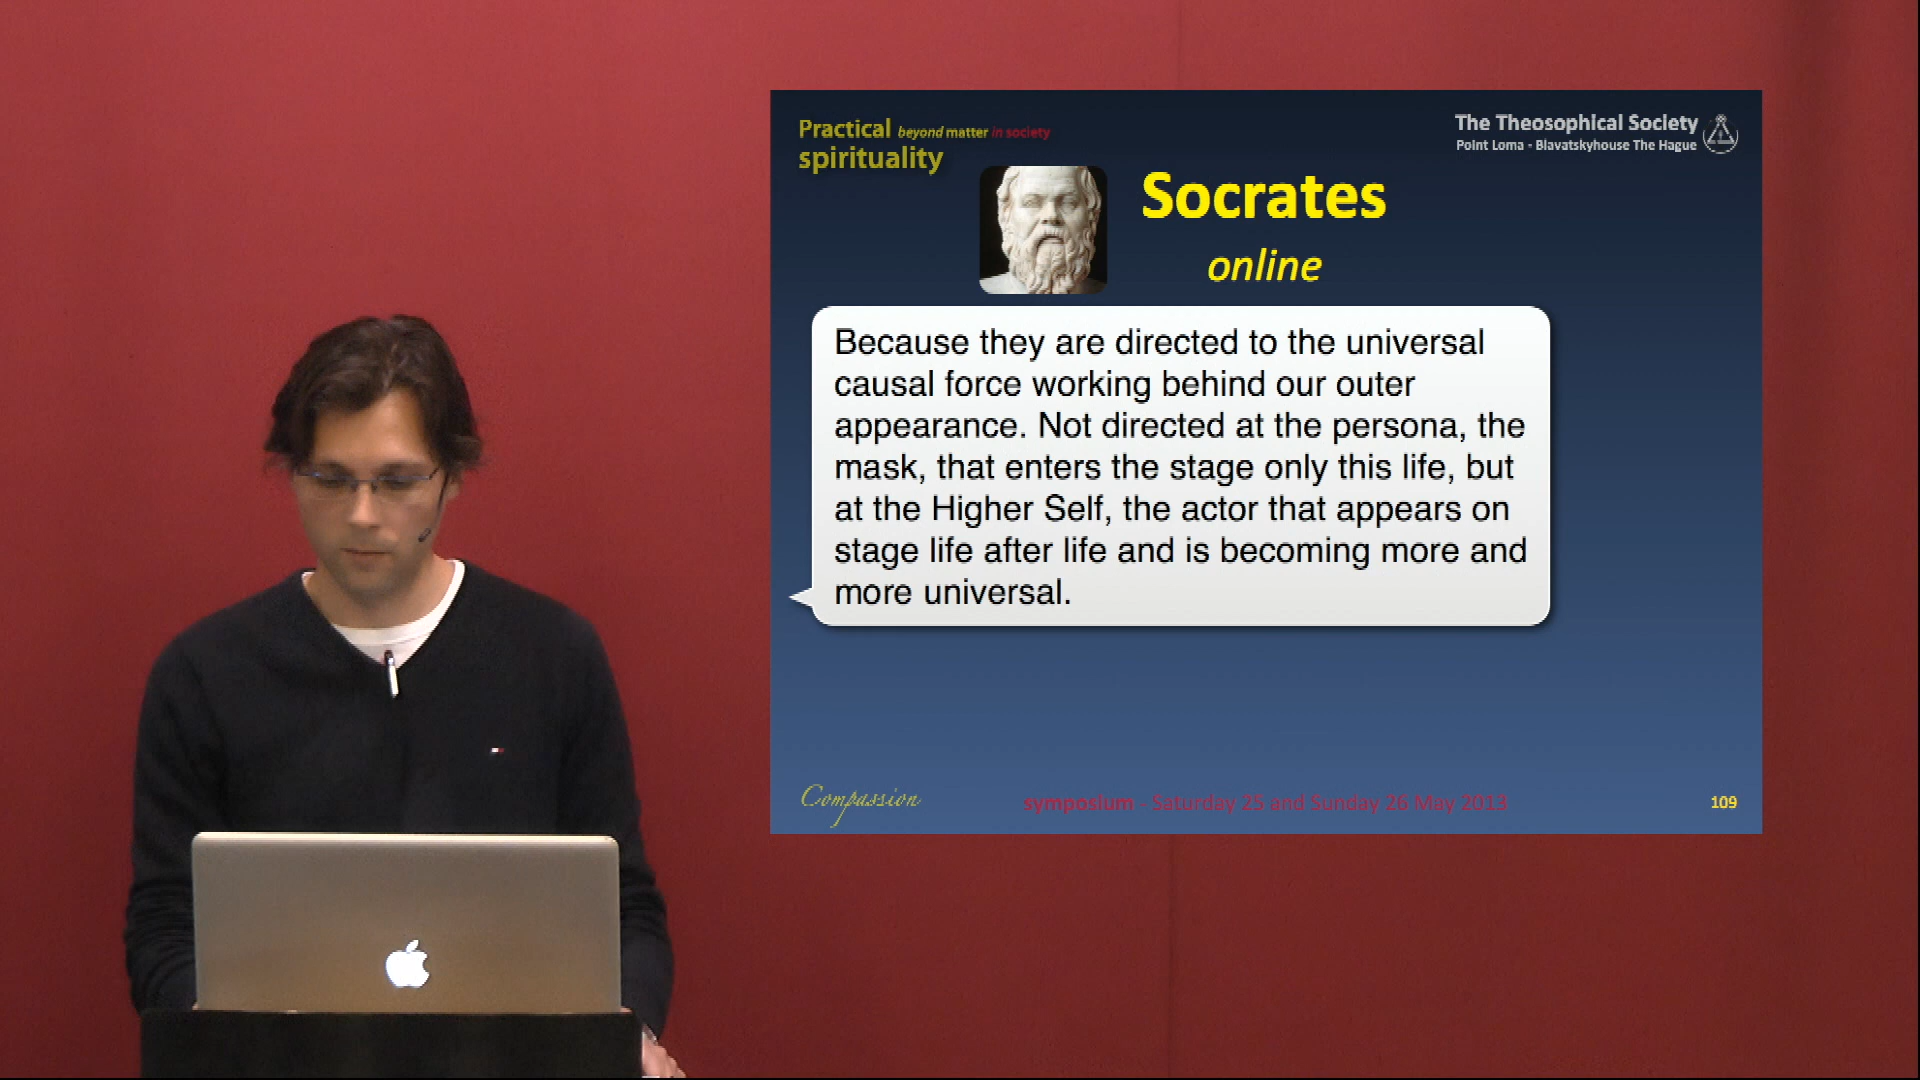 Practical beyond matter in society
spirituality
The Theosophical Society
Point Loma - Blavatskyhouse The Hague
Socrates
online
Because they are directed to the universal
causal force working behind our outer
appearance. Not directed at the persona, the
mask, that enters the stage only this life, but
at the Higher Self, the actor that appears on
stage life after life and is becoming more and
more universal.
Compassion
symposium - Saturday 25 and Sunday 26 May 2013
109